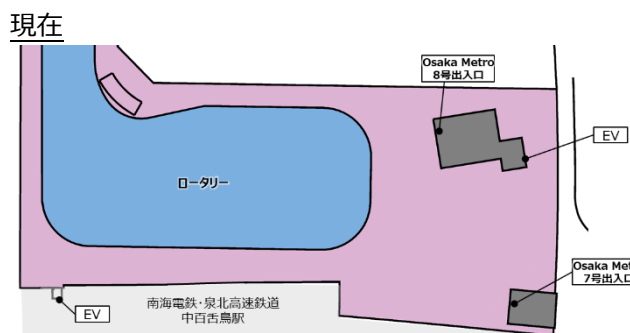 現在
Osaka Metro
8号出入口
EV
ロータリー
Osaka Met
7号出入口
南海電鉄・泉北高速鉄道
中百舌鳥駅
EV